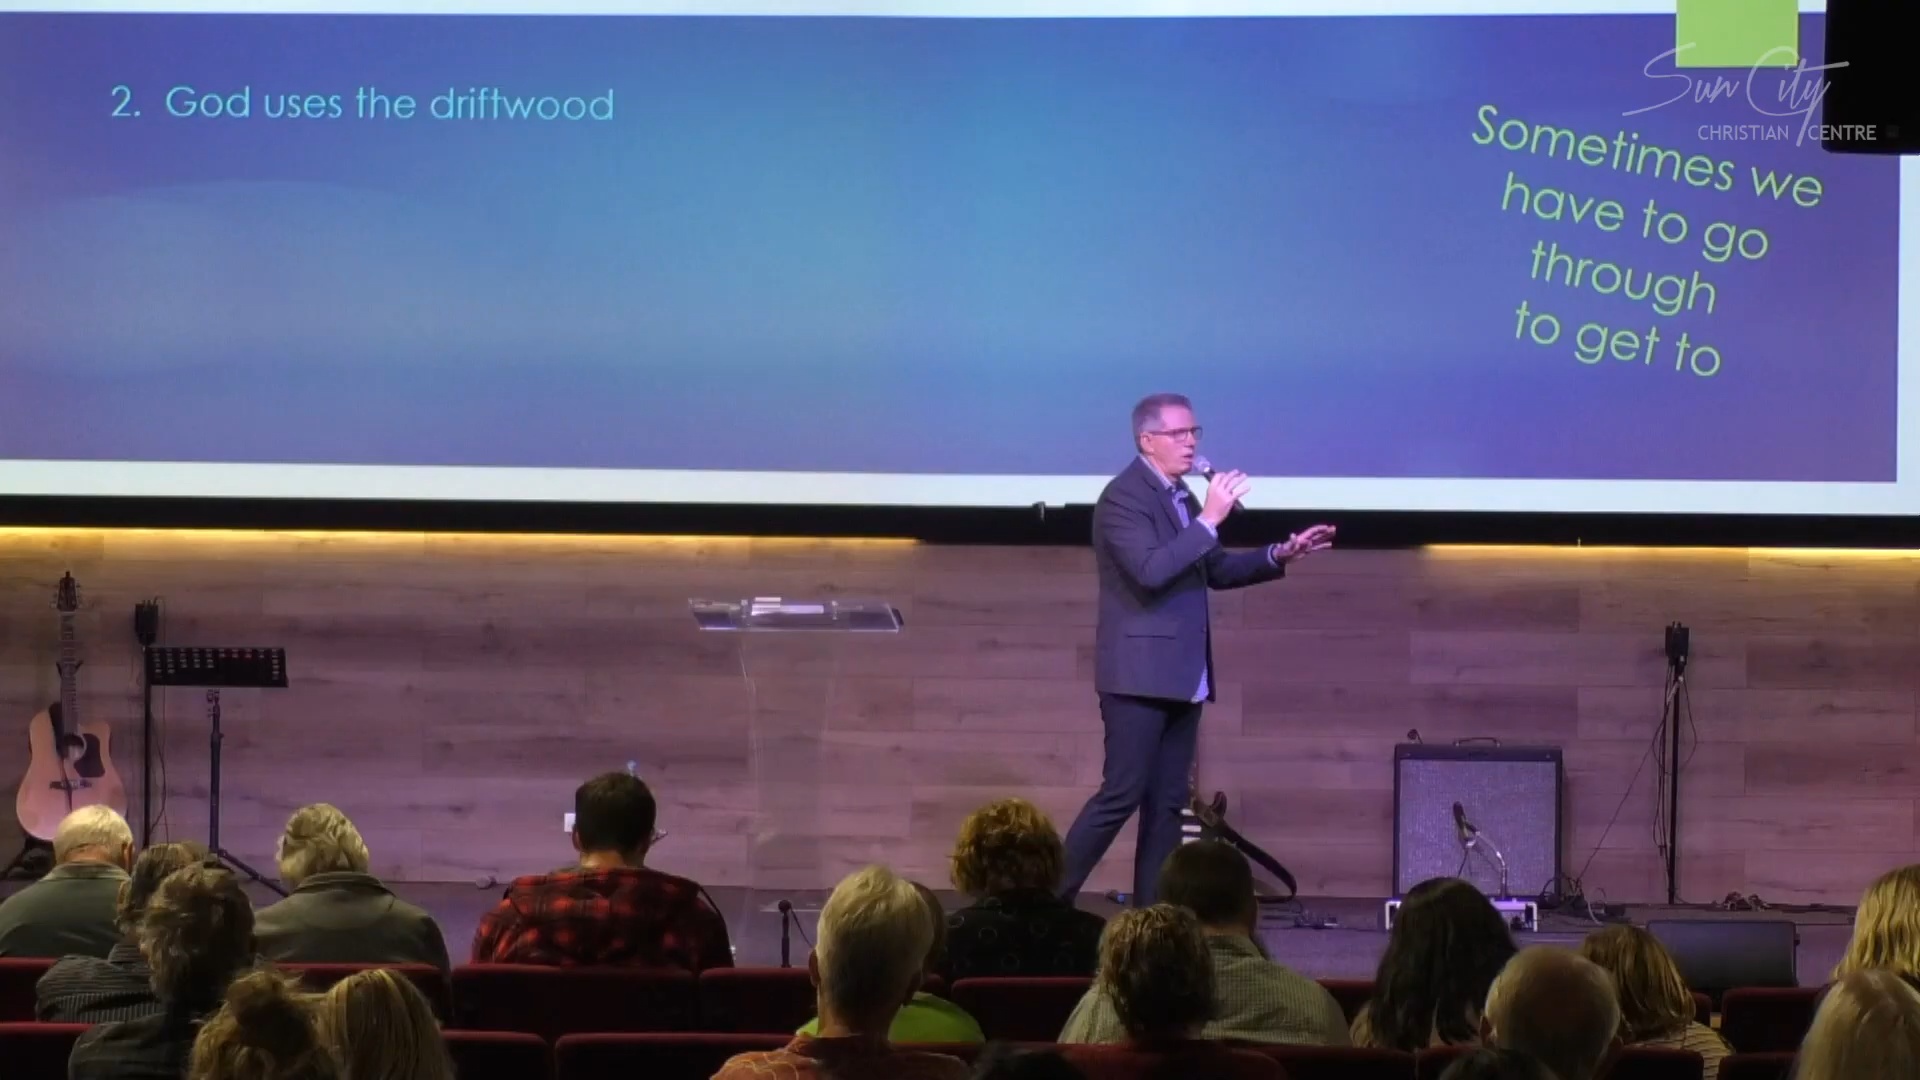 2. God uses the driftwood
Sun City
CHRISTIAN CENTRE
Sometimes we
have to go
through
to get to